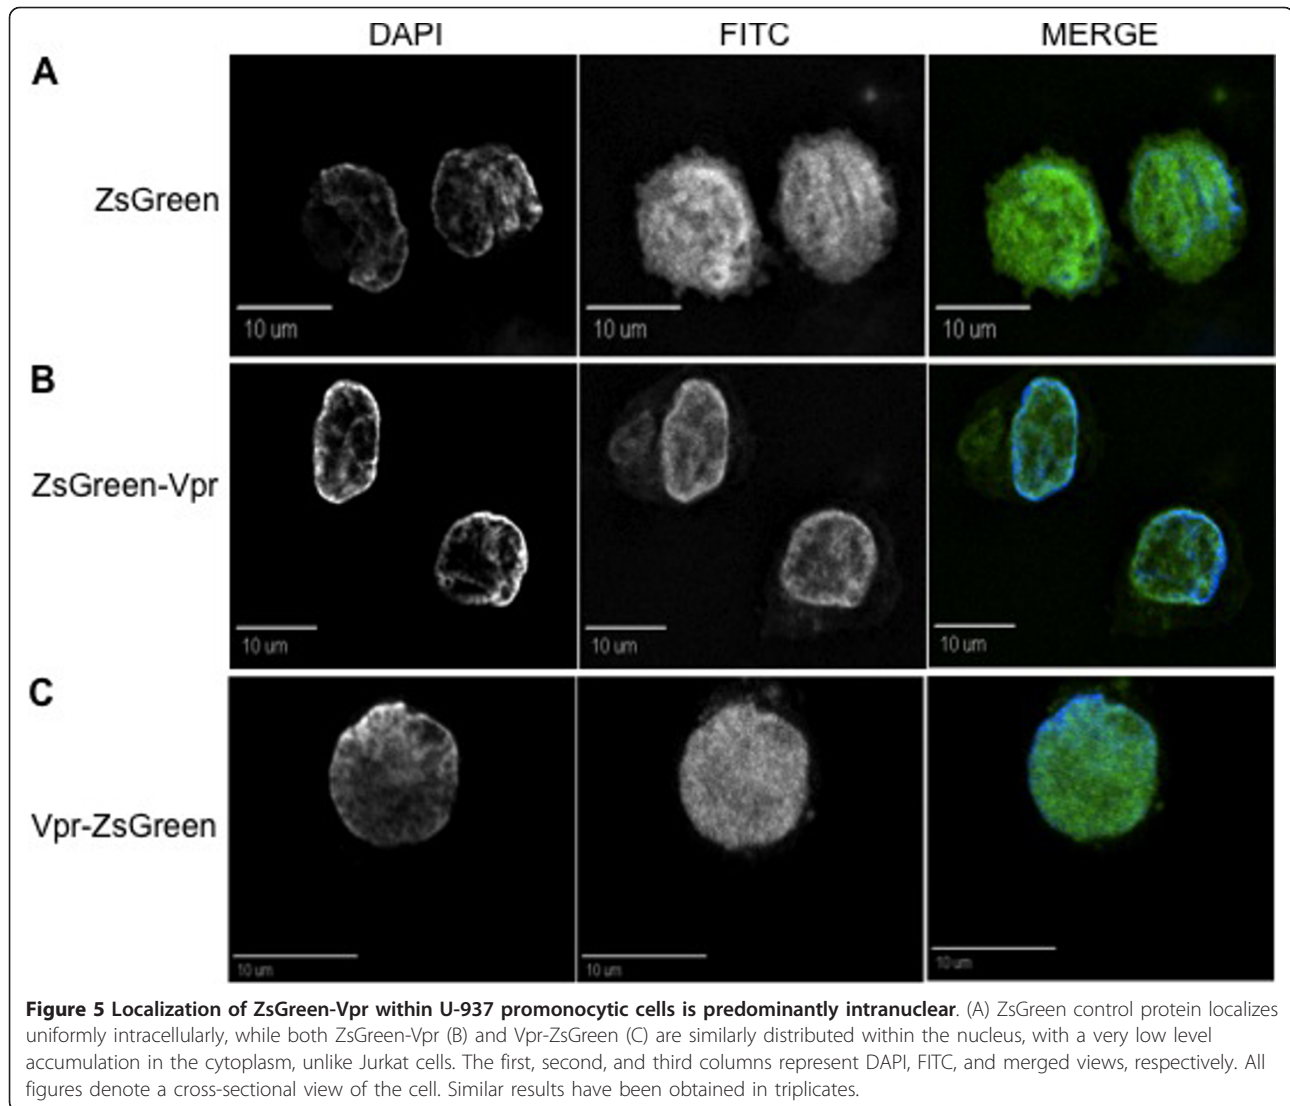 DAPI FITC MERGE
A
ZsGreen
10 um 10 um 10 um
B
ZsGreen-Vpr
10 um 10 um 10 um
C
Vpr-ZsGreen
10 um 10 um 10 um
Figure 5 Localization of ZsGreen-Vpr within U-937 promonocytic cells is predominantly intranuclear. (A) ZsGreen control protein localizes
uniformly intracellularly, while both ZsGreen-Vpr (B) and Vpr-ZsGreen (C) are similarly distributed within the nucleus, with a very low level
accumulation in the cytoplasm, unlike Jurkat cells. The first, second, and third columns represent DAPI, FITC, and merged views, respectively. All
figures denote a cross-sectional view of the cell. Similar results have been obtained in triplicates.